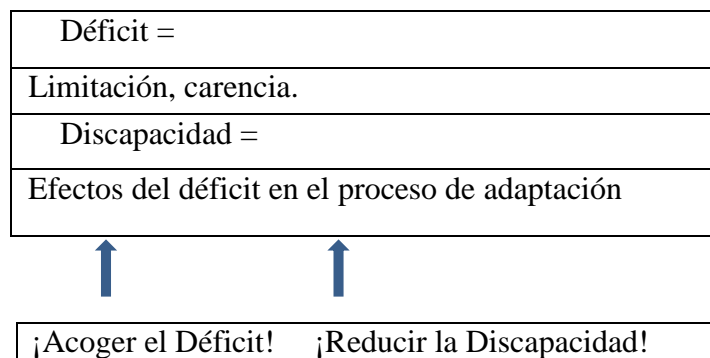 Déficit =
Limitación, carencia.
Discapacidad =
Efectos del déficit en el proceso de adaptación
¡Acoger el Déficit! ¡Reducir la Discapacidad!